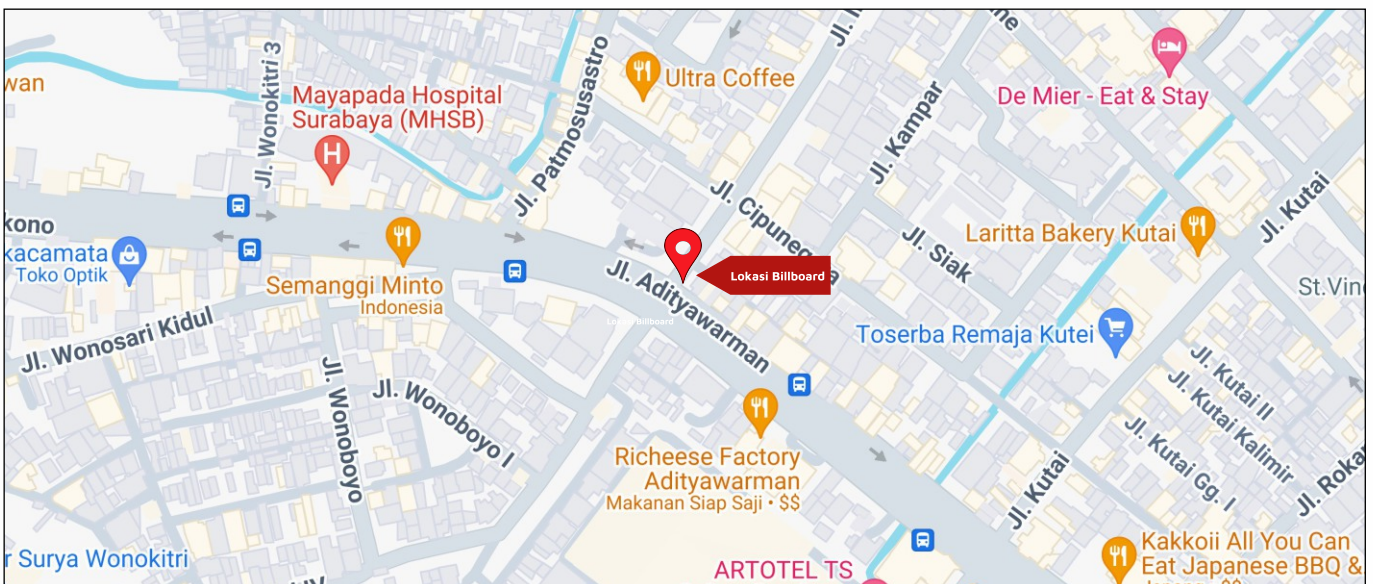 wan
Jl. Wonokitri 3
Mayapada Hospital
Surabaya (MHSB)
H
Jl. Patmosusastro
Ultra Coffee
Jl. Kampar
De Mier - Eat & Stay
Jl. Cipunegara
Jl. Siak
Laritta Bakery Kutai
Jl. Kutai
St.Vin
kono
kacamata
Toko Optik
Semanggi Minto
Indonesia
Jl. Adityawarman
Lokasi Billboard
Lokasi Billboard
Jl. Wonosari Kidul
Toserba Remaja Kutei
Jl. Wonoboyo
Jl. Wonoboyo I
Richeese Factory
Adityawarman
Makanan Siap Saji • $$
Jl. Kutai II
Jl. Kutai Kalimir
Jl. Kutai Gg. I
Jl. Roka
Jl. Kutai
r Surya Wonokitri
ARTOTEL TS
Kakkoii All You Can
Eat Japanese BBQ &